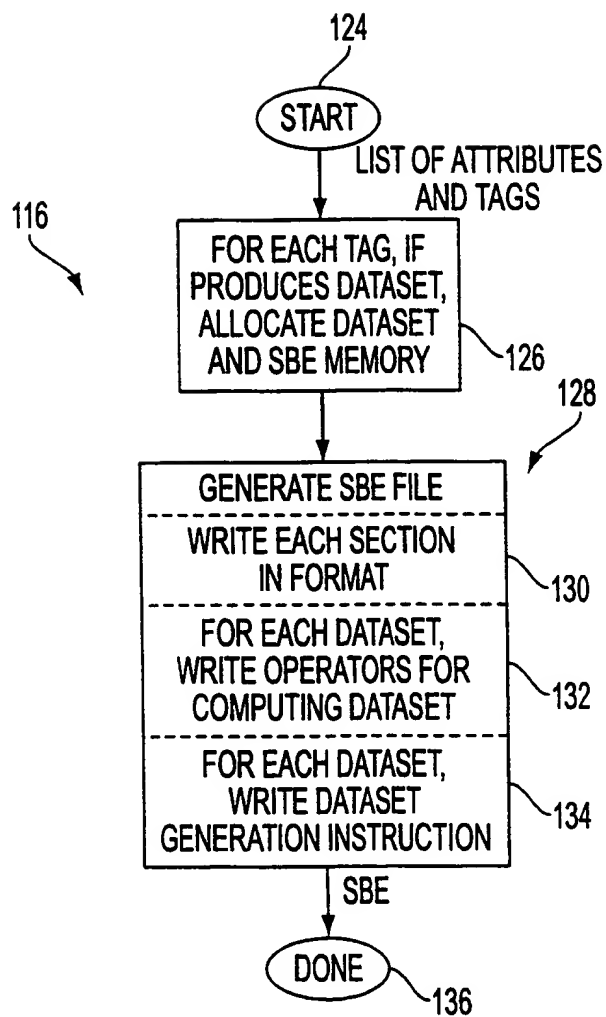 124
START
LIST OF ATTRIBUTES
AND TAGS
116
FOR EACH TAG, IF
PRODUCES DATASET,
ALLOCATE DATASET
AND SBE MEMORY
126
128
GENERATE SBE FILE
WRITE EACH SECTION
IN FORMAT
130
FOR EACH DATASET,
WRITE OPERATORS FOR
COMPUTING DATASET
132
FOR EACH DATASET,
WRITE DATASET
GENERATION INSTRUCTION
134
SBE
DONE
136